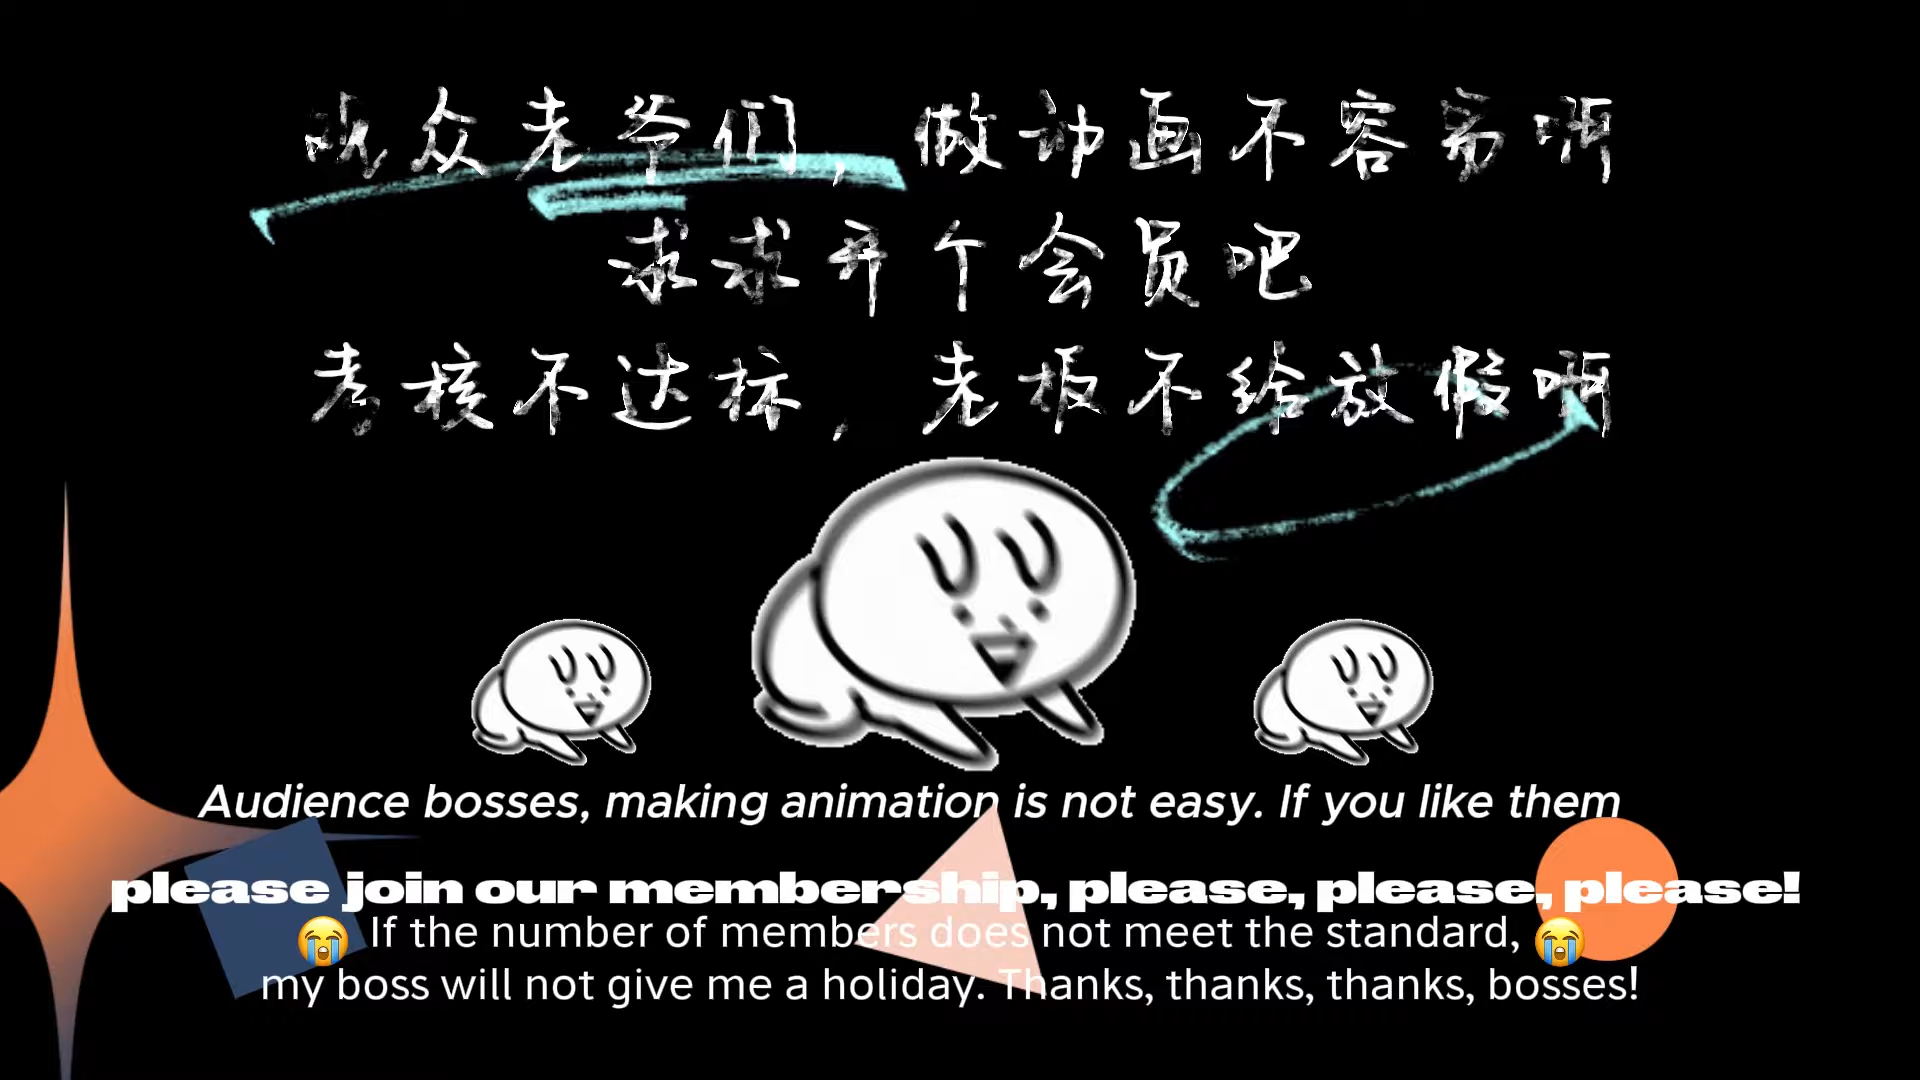 观众老爷们，做动画不容易啊
求求开个会员吧
考核不达标，老板不给放假啊
Audience bosses, making animation is not easy. If you like them
please join our membership, please, please, please!
😭 If the number of members does not meet the standard, 😭
my boss will not give me a holiday. Thanks, thanks, thanks, bosses!